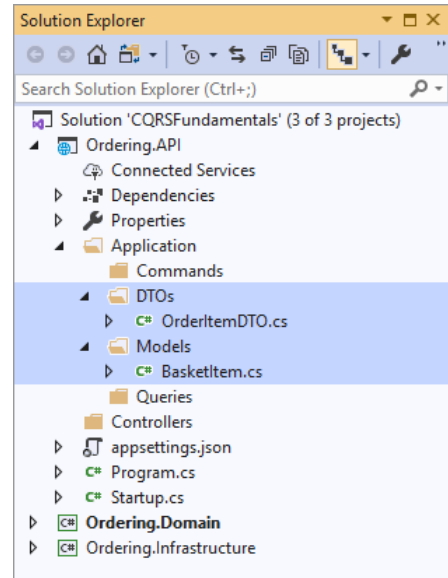 Solution Explorer
Search Solution Explorer (Ctrl+;)
Solution 'CQRSFundamentals' (3 of 3 projects)
Ordering.API
Connected Services
Dependencies
Properties
Application
Commands
DTOs
C# OrderItemDTO.cs
Models
C# BasketItem.cs
Queries
Controllers
appsettings.json
C# Program.cs
C# Startup.cs
C# Ordering.Domain
C# Ordering.Infrastructure